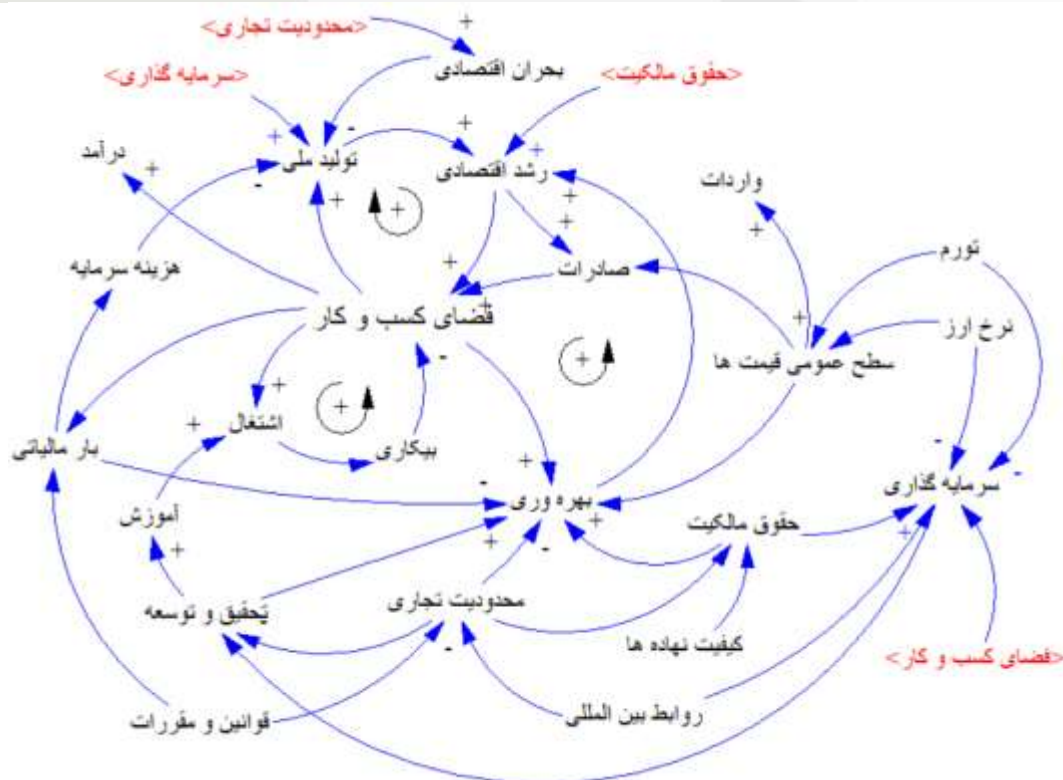 <محدودیت تجاری>
بحران اقتصادی
<سرمایه گذاری>
<حقوق مالکیت>
درآمد
تولید ملی
رشد اقتصادی
واردات
هزینه سرمایه
صادرات
تورم
فضای کسب و کار
نرخ ارز
سطح عمومی قیمت ها
اشتغال
بیکاری
بار مالیاتی
سرمایه گذاری
بهره وری
آموزش
حقوق مالکیت
تحقیق و توسعه
محدودیت تجاری
کیفیت نهاده ها
<فضای کسب و کار>
قوانین و مقررات
روابط بین المللی